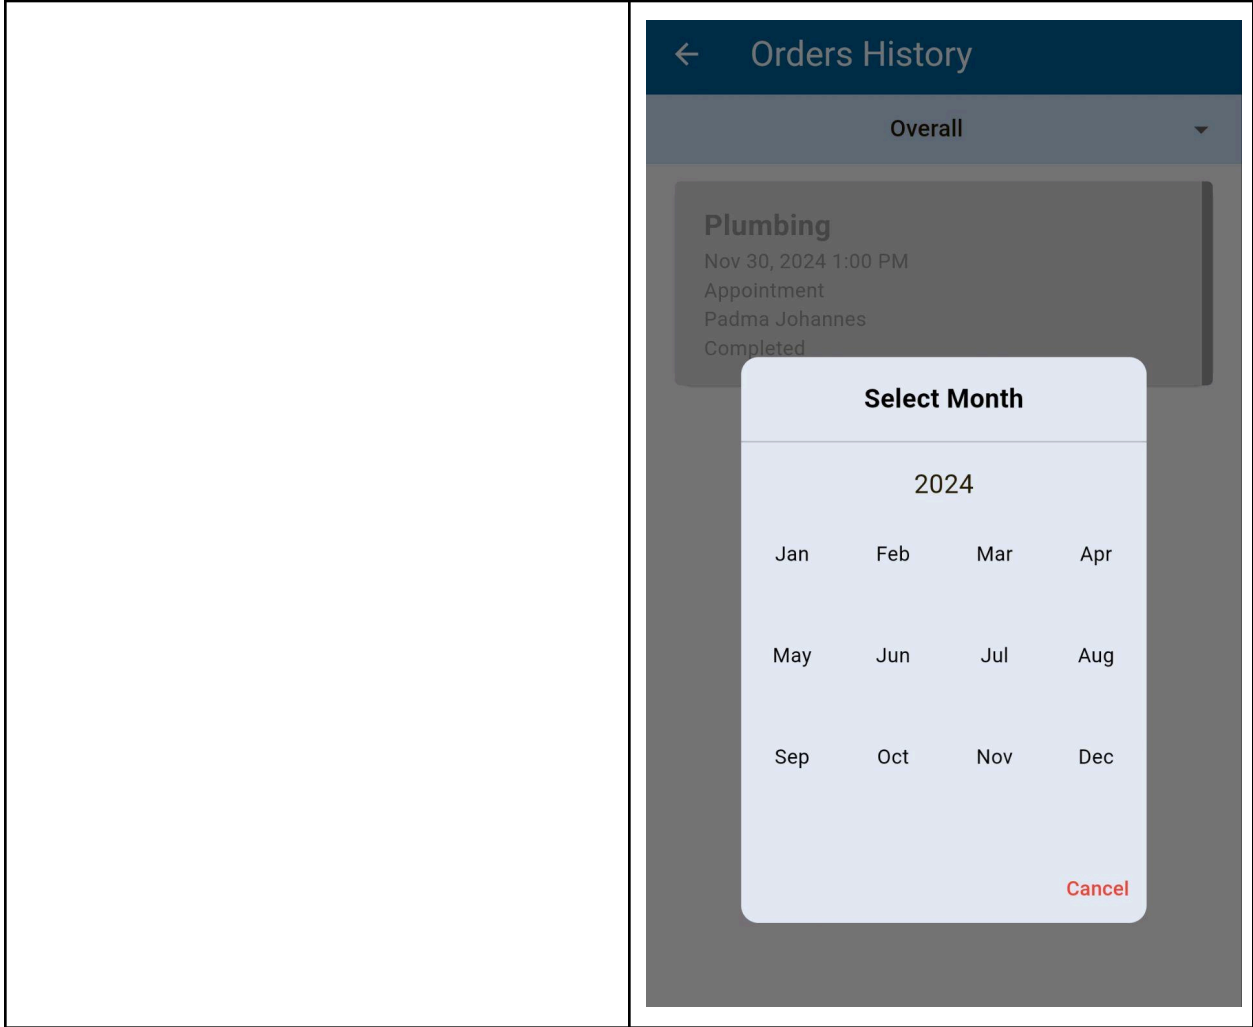 Orders History
Overall
Plumbing
Nov 30, 2024 1:00 PM
Appointment
Padma Johannes
Completed
Select Month
2024
Jan Feb Mar Apr
May Jun Jul Aug
Sep Oct Nov Dec
Cancel